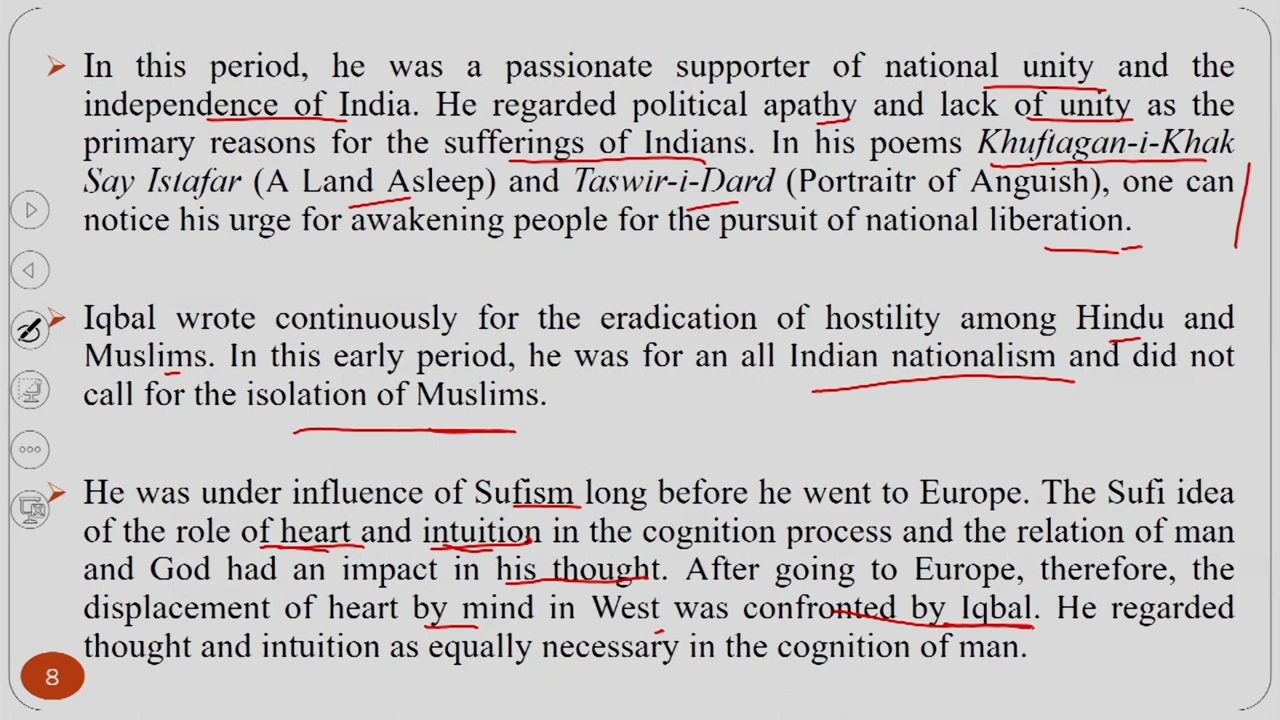 In this period, he was a passionate supporter of national unity and the
independence of India. He regarded political apathy and lack of unity as the
primary reasons for the sufferings of Indians. In his poems Khuftagan-i-Khak
Say Istafar (A Land Asleep) and Taswir-i-Dard (Portraitr of Anguish), one can
notice his urge for awakening people for the pursuit of national liberation.
Iqbal wrote continuously for the eradication of hostility among Hindu and
Muslims. In this early period, he was for an all Indian nationalism and did not
call for the isolation of Muslims.
He was under influence of Sufism long before he went to Europe. The Sufi idea
of the role of heart and intuition in the cognition process and the relation of man
and God had an impact in his thought. After going to Europe, therefore, the
displacement of heart by mind in West was confronted by Iqbal. He regarded
thought and intuition as equally necessary in the cognition of man.
8